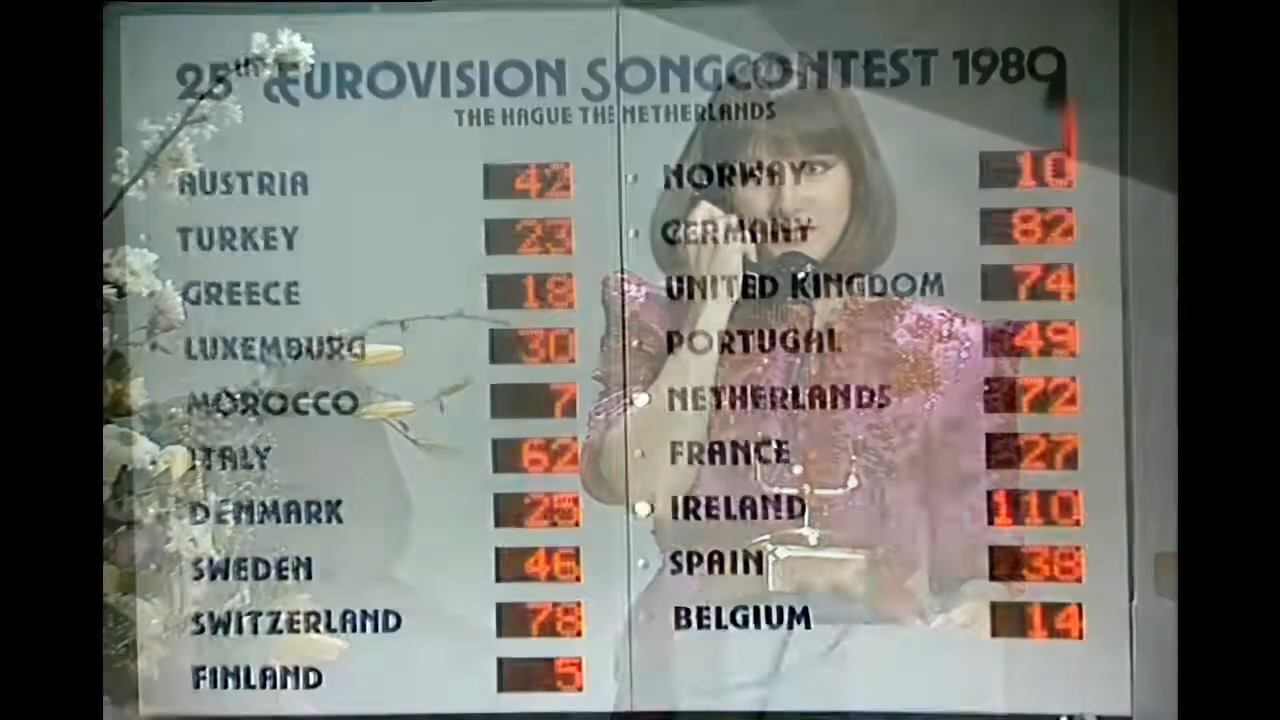 25th EUROVISION SONGCONTEST 1980
THE HAGUE THE NETHERLANDS
AUSTRIA 42
TURKEY 23
GREECE 18
LUXEMBURG 30
MOROCCO 7
ITALY 62
DENMARK 25
SWEDEN 46
SWITZERLAND 78
FINLAND 5
NORWAY 10
GERMANY 82
UNITED KINGDOM 74
PORTUGAL 49
NETHERLANDS 72
FRANCE 27
IRELAND 110
SPAIN 38
BELGIUM 14